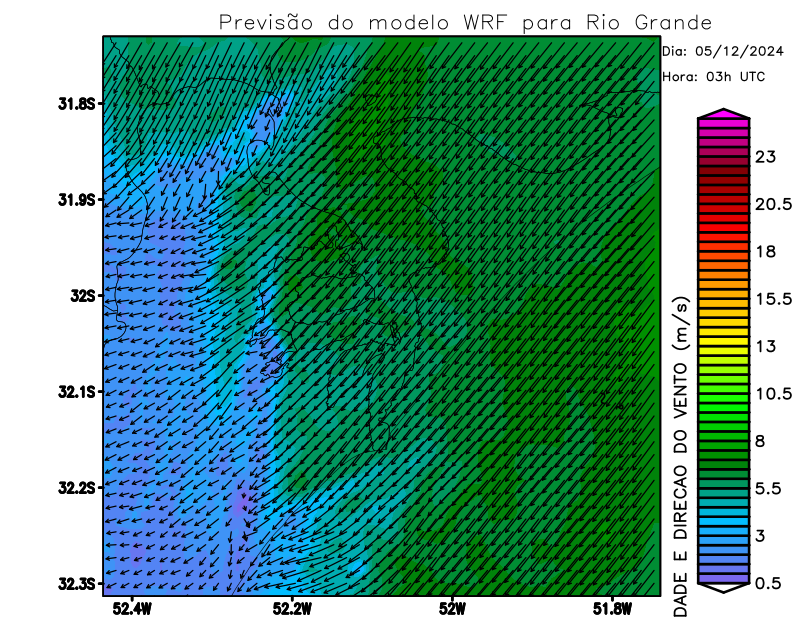 Previsão do modelo WRF para Rio Grande
Dia: 05/12/2024
Hora: 03h UTC
31.8S
31.9S
32S
32.1S
32.2S
32.3S
52.4W
52.2W
52W
51.8W
23
20.5
18
15.5
13
10.5
8
5.5
3
0.5
DADE E DIRECAO DO VENTO (m/s)